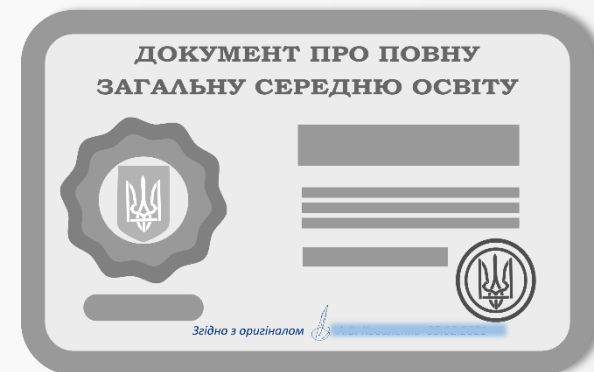 ДОКУМЕНТ ПРО ПОВНУ
ЗАГАЛЬНУ СЕРЕДНЮ ОСВІТУ
Згідно з оригіналом